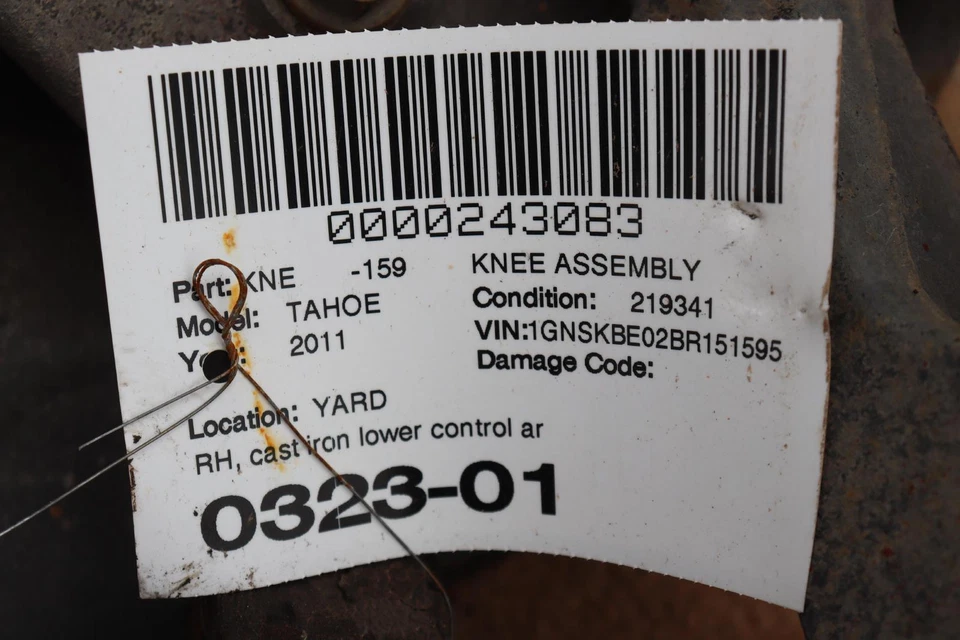 0000243083
Part: KNE -159 KNEE ASSEMBLY
Model: TAHOE Condition: 219341
Year: 2011 VIN:1GNSKBE02BR151595
Damage Code:
Location: YARD
RH, cast iron lower control ar
0323-01